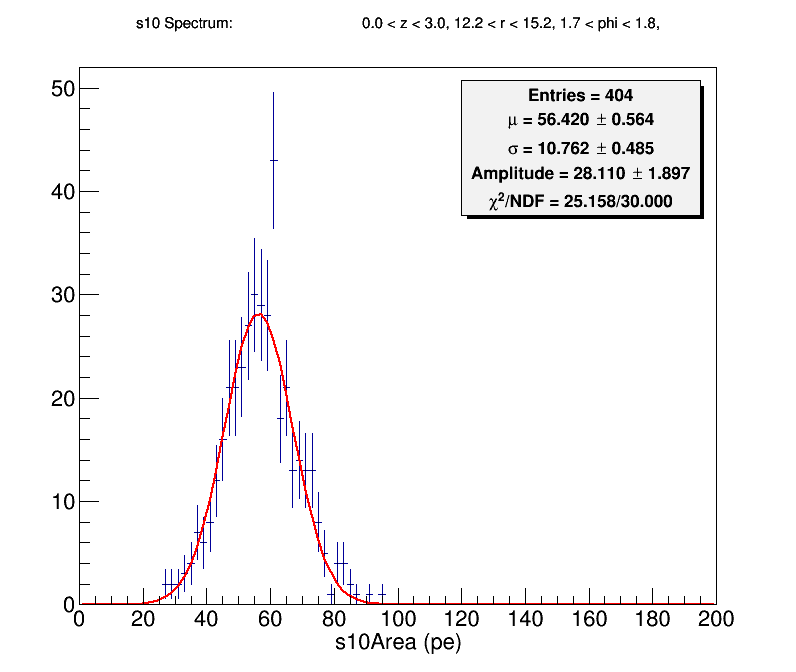 s10 Spectrum: 0.0 < z < 3.0, 12.2 < r < 15.2, 1.7 < phi < 1.8,
Entries = 404
μ = 56.420 ± 0.564
σ = 10.762 ± 0.485
Amplitude = 28.110 ± 1.897
χ²/NDF = 25.158/30.000
50
40
30
20
10
0
0 20 40 60 80 100 120 140 160 180 200
s10Area (pe)